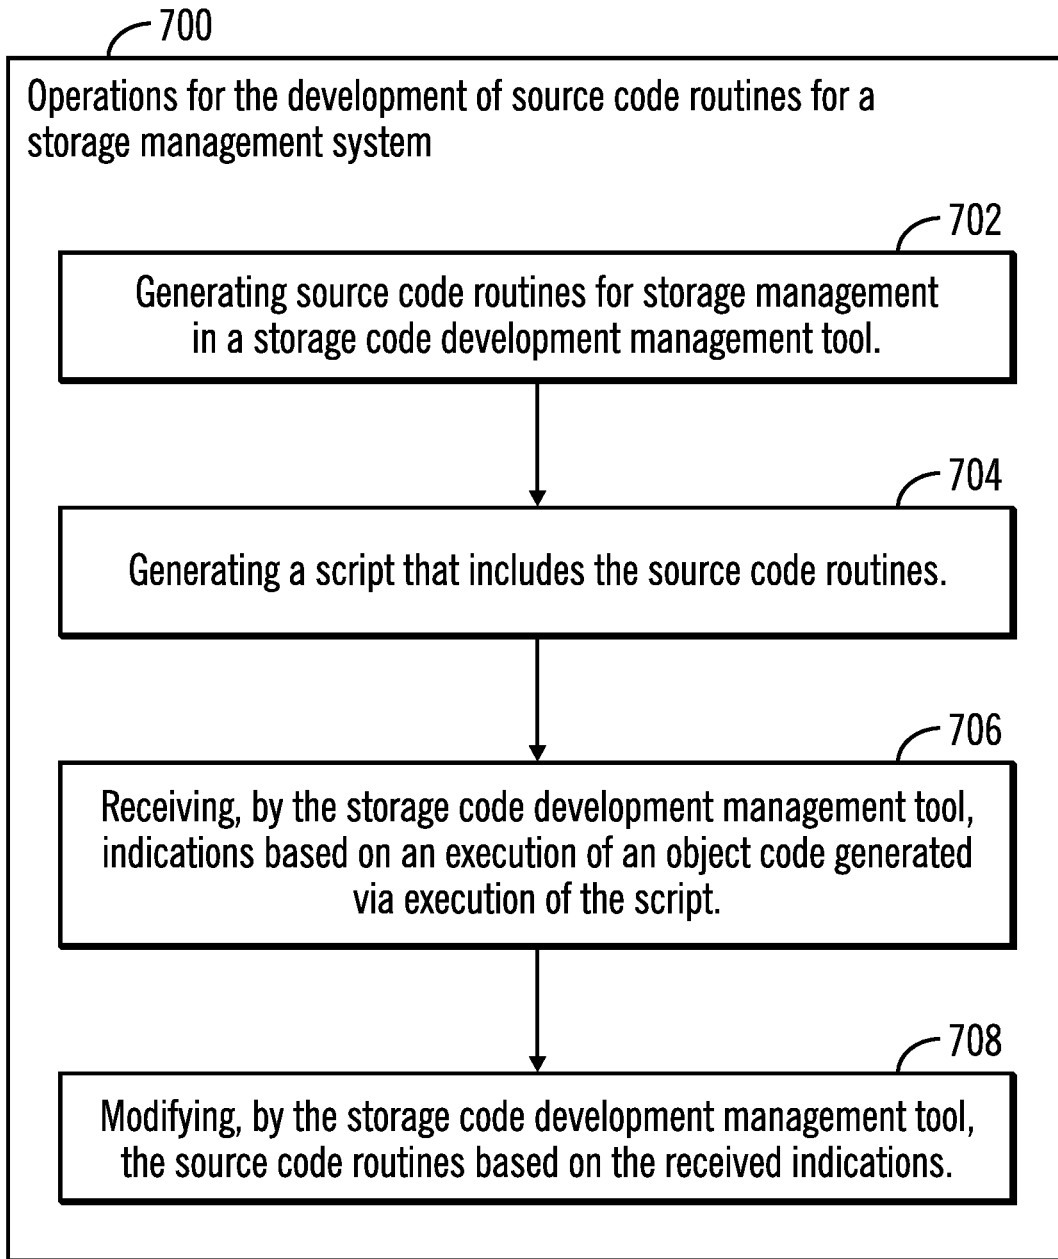 700
Operations for the development of source code routines for a
storage management system
702
Generating source code routines for storage management
in a storage code development management tool.
704
Generating a script that includes the source code routines.
706
Receiving, by the storage code development management tool,
indications based on an execution of an object code generated
via execution of the script.
708
Modifying, by the storage code development management tool,
the source code routines based on the received indications.